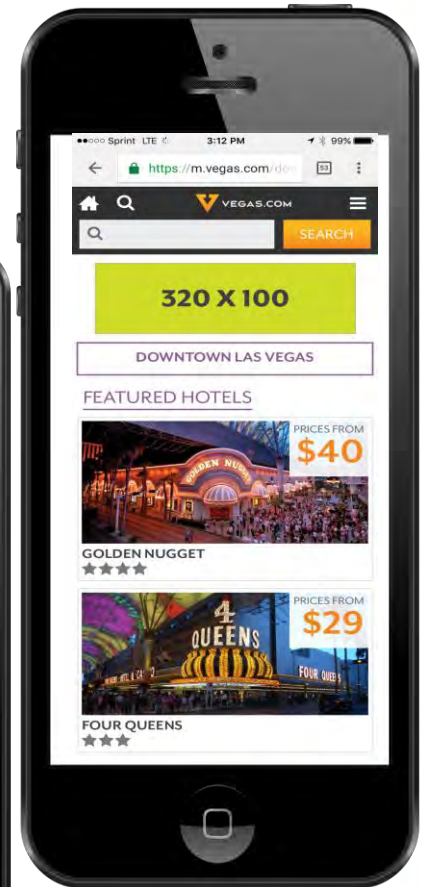 Sprint LTE 3:12 PM 99%
https://m.vegas.com/
53
VEGAS.COM
SEARCH
320 X 100
DOWNTOWN LAS VEGAS
FEATURED HOTELS
PRICES FROM
$40
GOLDEN NUGGET
GOLDEN NUGGET
PRICES FROM
$29
4
QUEENS
FOUR QUEENS
FOUR QUEENS